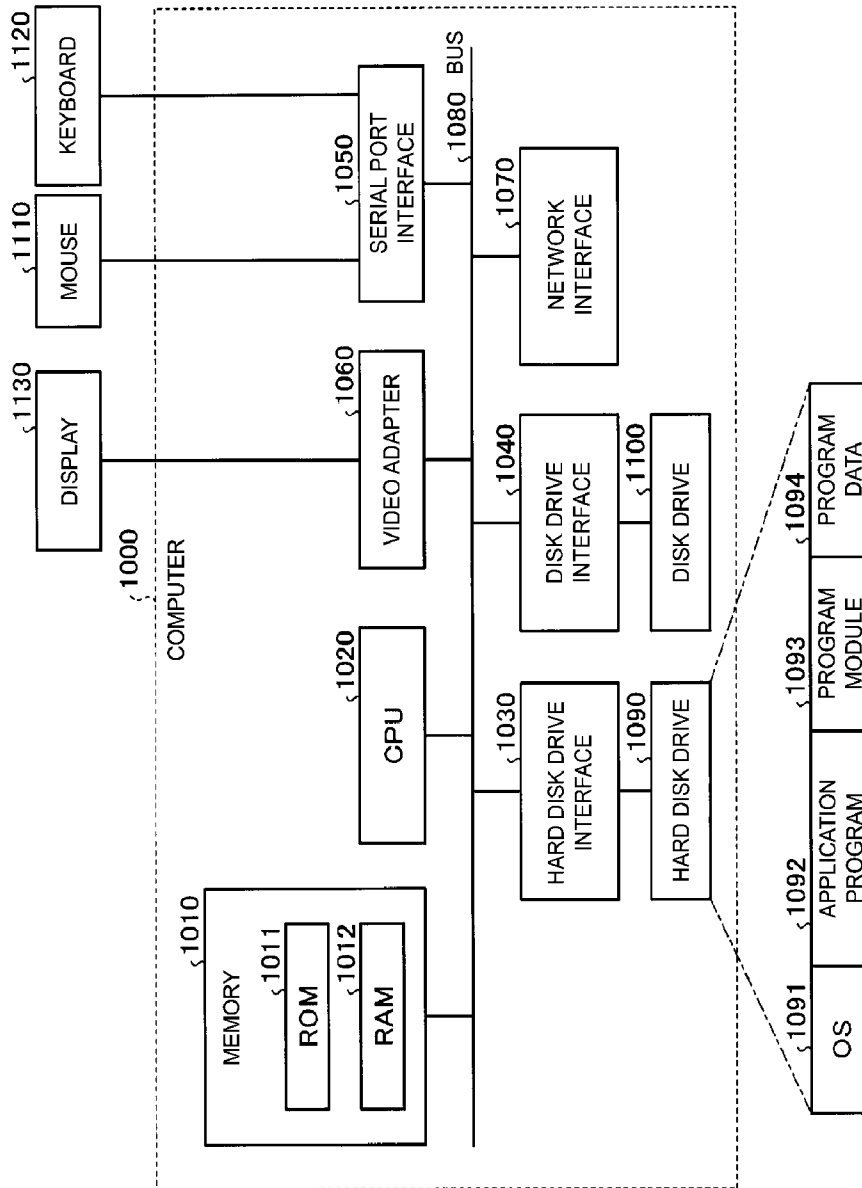 1000
COMPUTER
1010
MEMORY
1011
ROM
1012
RAM
1020
CPU
1130
DISPLAY
1060
VIDEO ADAPTER
1110
MOUSE
1120
KEYBOARD
1050
SERIAL PORT
INTERFACE
1080
BUS
1030
HARD DISK DRIVE
INTERFACE
1090
HARD DISK DRIVE
1040
DISK DRIVE
INTERFACE
1100
DISK DRIVE
1070
NETWORK
INTERFACE
1091
OS
1092
APPLICATION
PROGRAM
1093
PROGRAM
MODULE
1094
PROGRAM
DATA